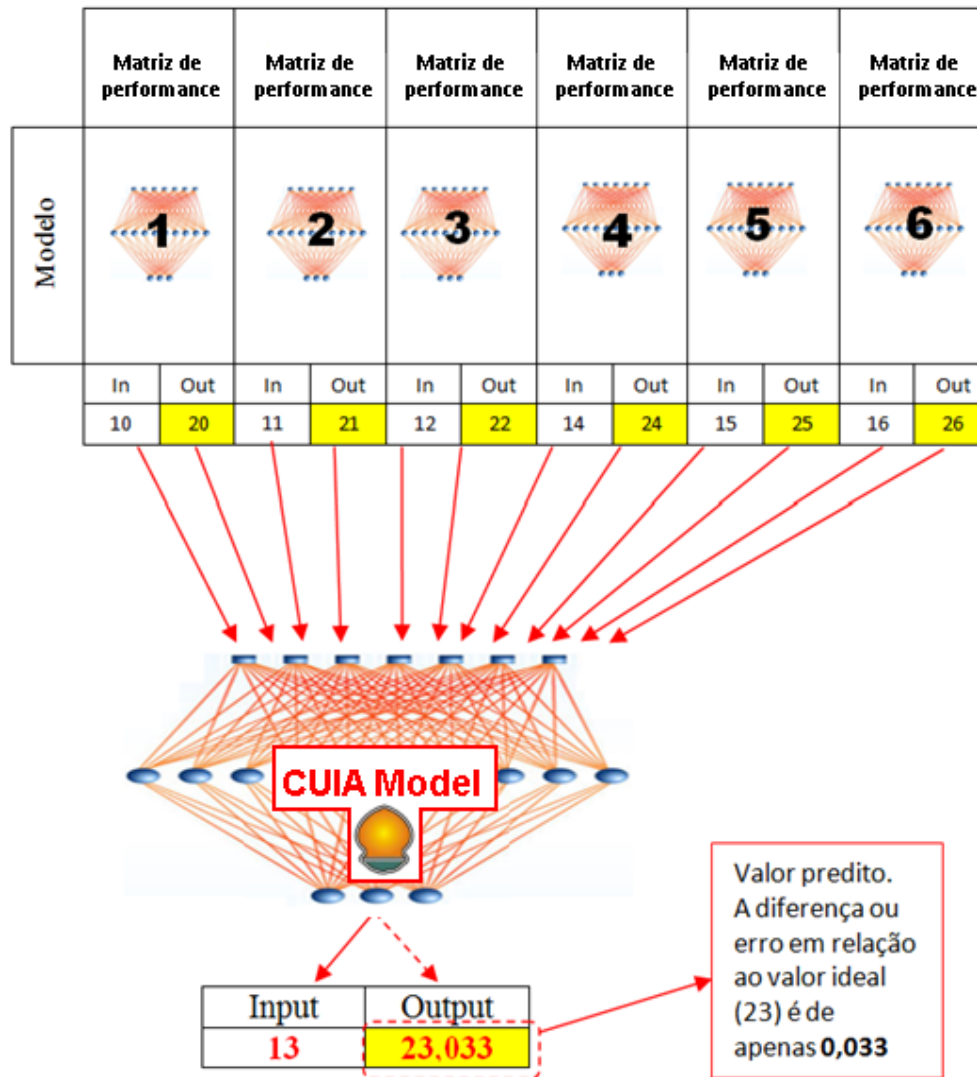 Matriz de performance Matriz de performance Matriz de performance Matriz de performance Matriz de performance Matriz de performance
Modelo
1 2 3 4 5 6
In Out In Out In Out In Out In Out In Out
10 20 11 21 12 22 14 24 15 25 16 26
CUIA Model
Input Output
13 23,033
Valor predito.
A diferença ou
erro em relação
ao valor ideal
(23) é de
apenas 0,033